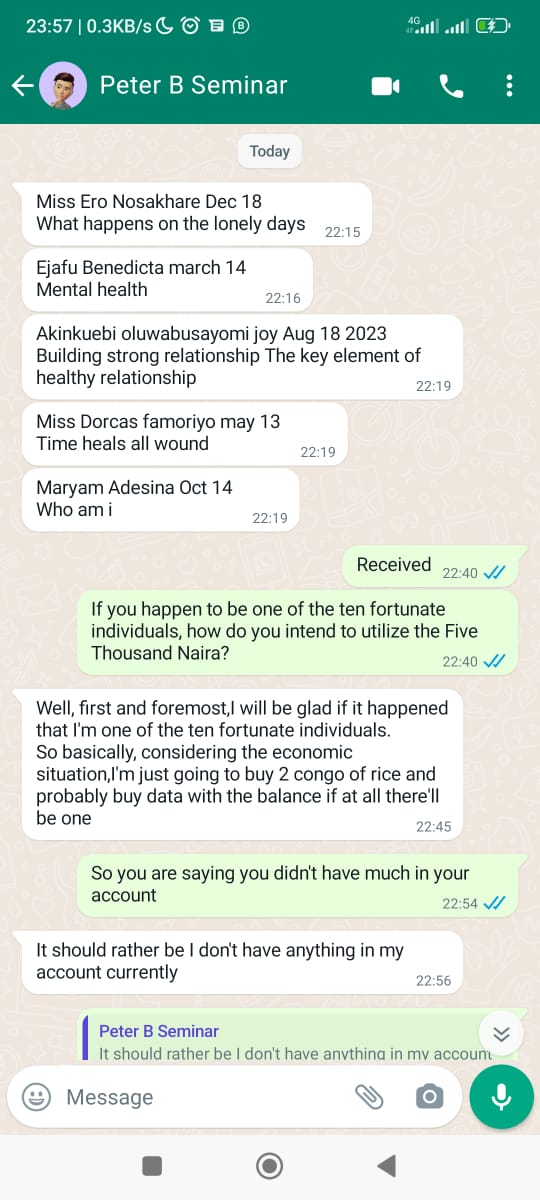 23:57 | 0.3KB/s
4G
Peter B Seminar
Today
Miss Ero Nosakhare Dec 18
What happens on the lonely days
22:15
Ejafu Benedicta march 14
Mental health
22:16
Akinkuebi oluwabusayomi joy Aug 18 2023
Building strong relationship The key element of
healthy relationship
22:19
Miss Dorcas famoriyo may 13
Time heals all wound
22:19
Maryam Adesina Oct 14
Who am i
22:19
Received
22:40
If you happen to be one of the ten fortunate
individuals, how do you intend to utilize the Five
Thousand Naira?
22:40
Well, first and foremost,I will be glad if it happened
that I'm one of the ten fortunate individuals.
So basically, considering the economic
situation,I'm just going to buy 2 congo of rice and
probably buy data with the balance if at all there'll
be one
22:45
So you are saying you didn't have much in your
account
22:54
It should rather be I don't have anything in my
account currently
22:56
Peter B Seminar
It should rather be I don't have anything in my account
Message